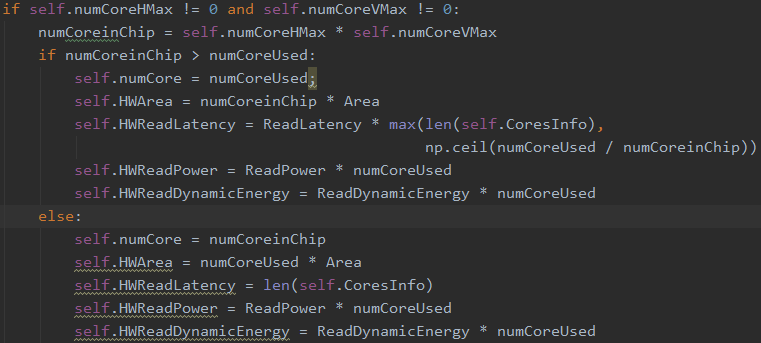 if self.numCoreHMax != 0 and self.numCoreVMax != 0:
    numCoreinChip = self.numCoreHMax * self.numCoreVMax
    if numCoreinChip > numCoreUsed:
        self.numCore = numCoreUsed;
        self.HWArea = numCoreinChip * Area
        self.HWReadLatency = ReadLatency * max(len(self.CoresInfo),
                                               np.ceil(numCoreUsed / numCoreinChip))
        self.HWReadPower = ReadPower * numCoreUsed
        self.HWReadDynamicEnergy = ReadDynamicEnergy * numCoreUsed
    else:
        self.numCore = numCoreinChip
        self.HWArea = numCoreUsed * Area
        self.HWReadLatency = len(self.CoresInfo)
        self.HWReadPower = ReadPower * numCoreUsed
        self.HWReadDynamicEnergy = ReadDynamicEnergy * numCoreUsed